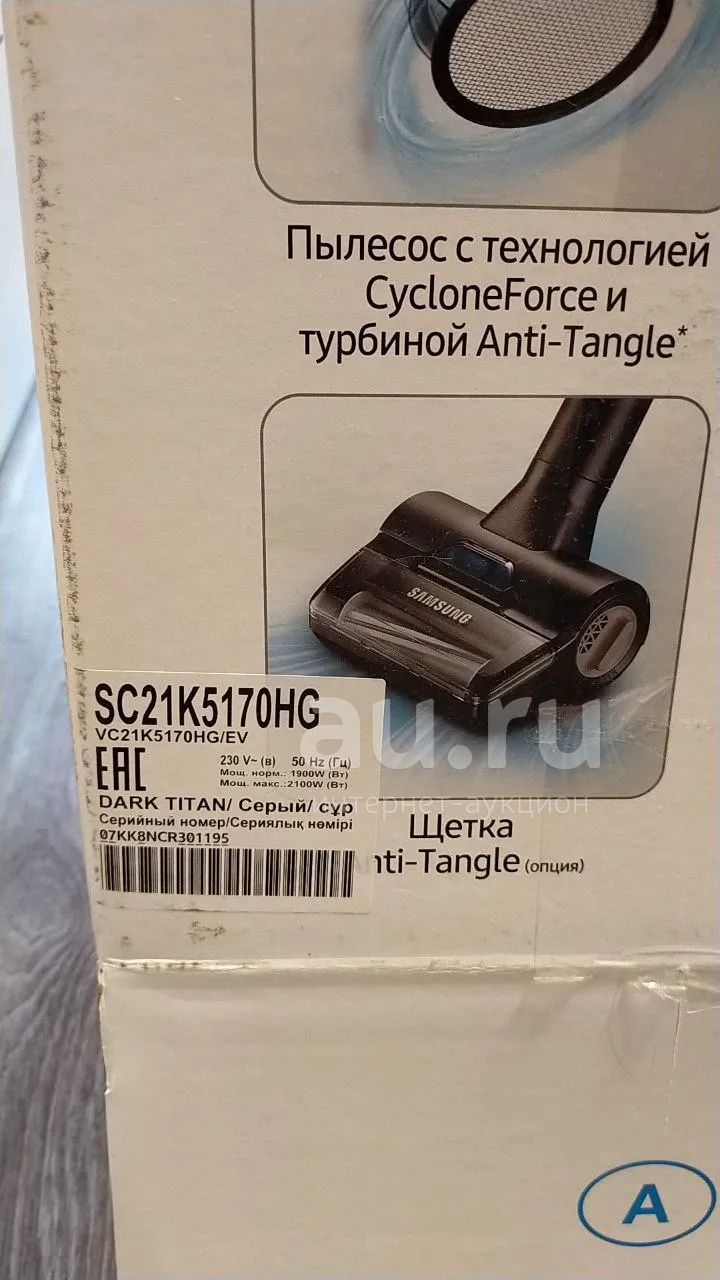 Пылесос с технологией
CycloneForce и
турбиной Anti-Tangle*
SAMSUNG
SC21K5170HG
VC21K5170HG/EV
EAC
230 V~ (в) 50 Hz (Гц)
Мощ. норм.: 1900W (Вт)
Мощ. макс.:2100W (Вт)
DARK TITAN/ Серый/ сұр
Серийный номер/Сериялық нөмірі
07KK8NCR301195
au.ru
интернет-аукцион
Щетка
nti-Tangle (опция)
A